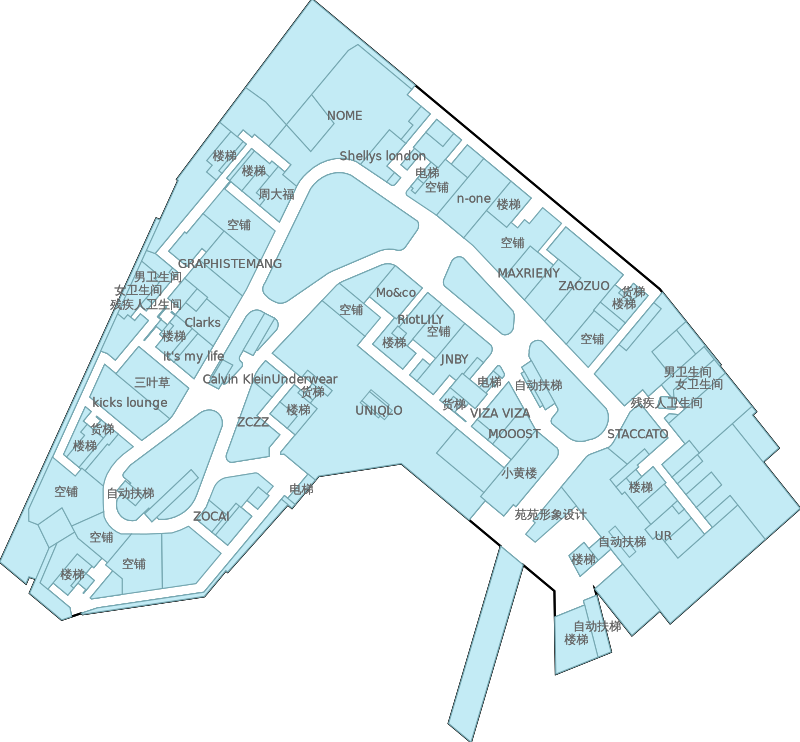 NOME
楼梯
Shellys london
楼梯
电梯
周大福
空铺
n-one
楼梯
空铺
空铺
GRAPHISTEMANG
MAXRIENY
男卫生间
ZAOZUO
女卫生间
Mo&co
货梯
残疾人卫生间
楼梯
空铺
RiotLILY
Clarks
空铺
楼梯
空铺
楼梯
it's my life
JNBY
男卫生间
Calvin KleinUnderwear
三叶草
电梯
自动扶梯
女卫生间
货梯
kicks lounge
残疾人卫生间
货梯
楼梯
UNIQLO
VIZA VIZA
ZCZZ
货梯
MOOOST
STACCATO
楼梯
小黄楼
空铺
自动扶梯
电梯
楼梯
ZOCAI
苑苑形象设计
空铺
UR
自动扶梯
空铺
楼梯
楼梯
自动扶梯
楼梯